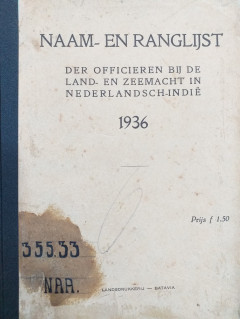 NAAM- EN RANGLIJST
DER OFFICIEREN BIJ DE
LAND- EN ZEEMACHT IN
NEDERLANDSCH-INDIË
1936
Prijs f 1.50
355.33
NAA.
LANDSDRUKKERIJ — BATAVIA